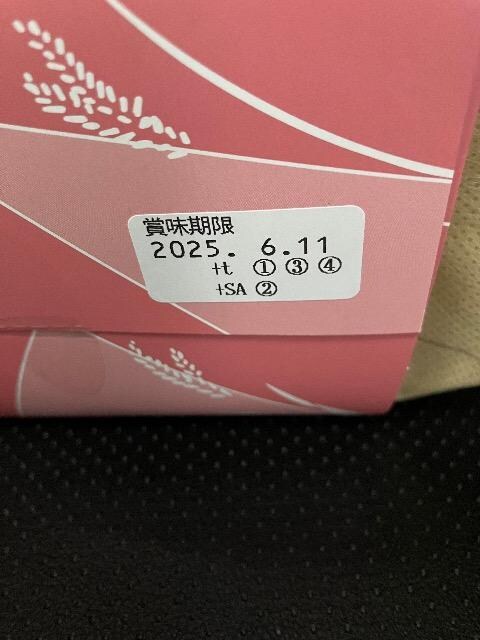 賞味期限
2025. 6.11
+t ① ③ ④
+SA ②